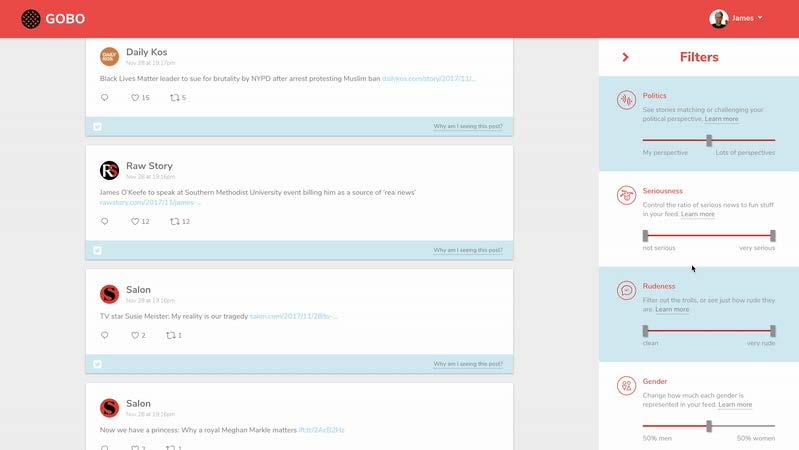 GOBO
James
Daily Kos
Nov 28 at 19:17pm
Black Lives Matter leader to sue for brutality by NYPD after arrest protesting Muslim ban dailykos.com/story/2017/11/...
15
5
Why am I seeing this post?
Raw Story
Nov 28 at 19:16pm
James O'Keefe to speak at Southern Methodist University event billing him as a source of 'real news'
rawstory.com/2017/11/james-...
12
12
Why am I seeing this post?
Salon
Nov 28 at 19:16pm
TV star Susie Meister: My reality is our tragedy salon.com/2017/11/28/tv-...
2
1
Why am I seeing this post?
Salon
Nov 28 at 19:16pm
Now we have a princess: Why a royal Meghan Markle matters
2
1
Filters
Politics
See stories matching or challenging your
political perspective. Learn more
My perspective
Lots of perspectives
Seriousness
Control the ratio of serious news to fun stuff
in your feed. Learn more
not serious
very serious
Rudeness
Filter out the trolls, or see just how rude they
are. Learn more
clean
very rude
Gender
Change how much each gender is
represented in your feed. Learn more
50% men
50% women